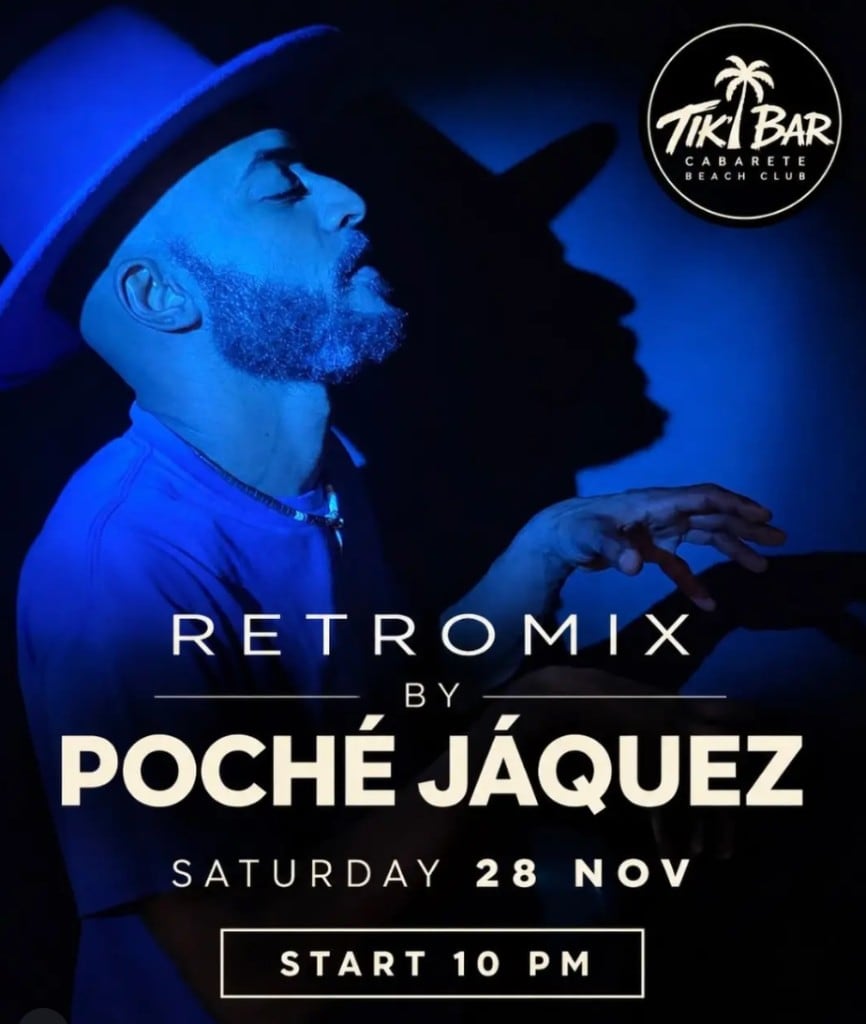 TIKI BAR
CABARETE
BEACH CLUB
RETROMIX
BY
POCHÉ JÁQUEZ
SATURDAY 28 NOV
START 10 PM